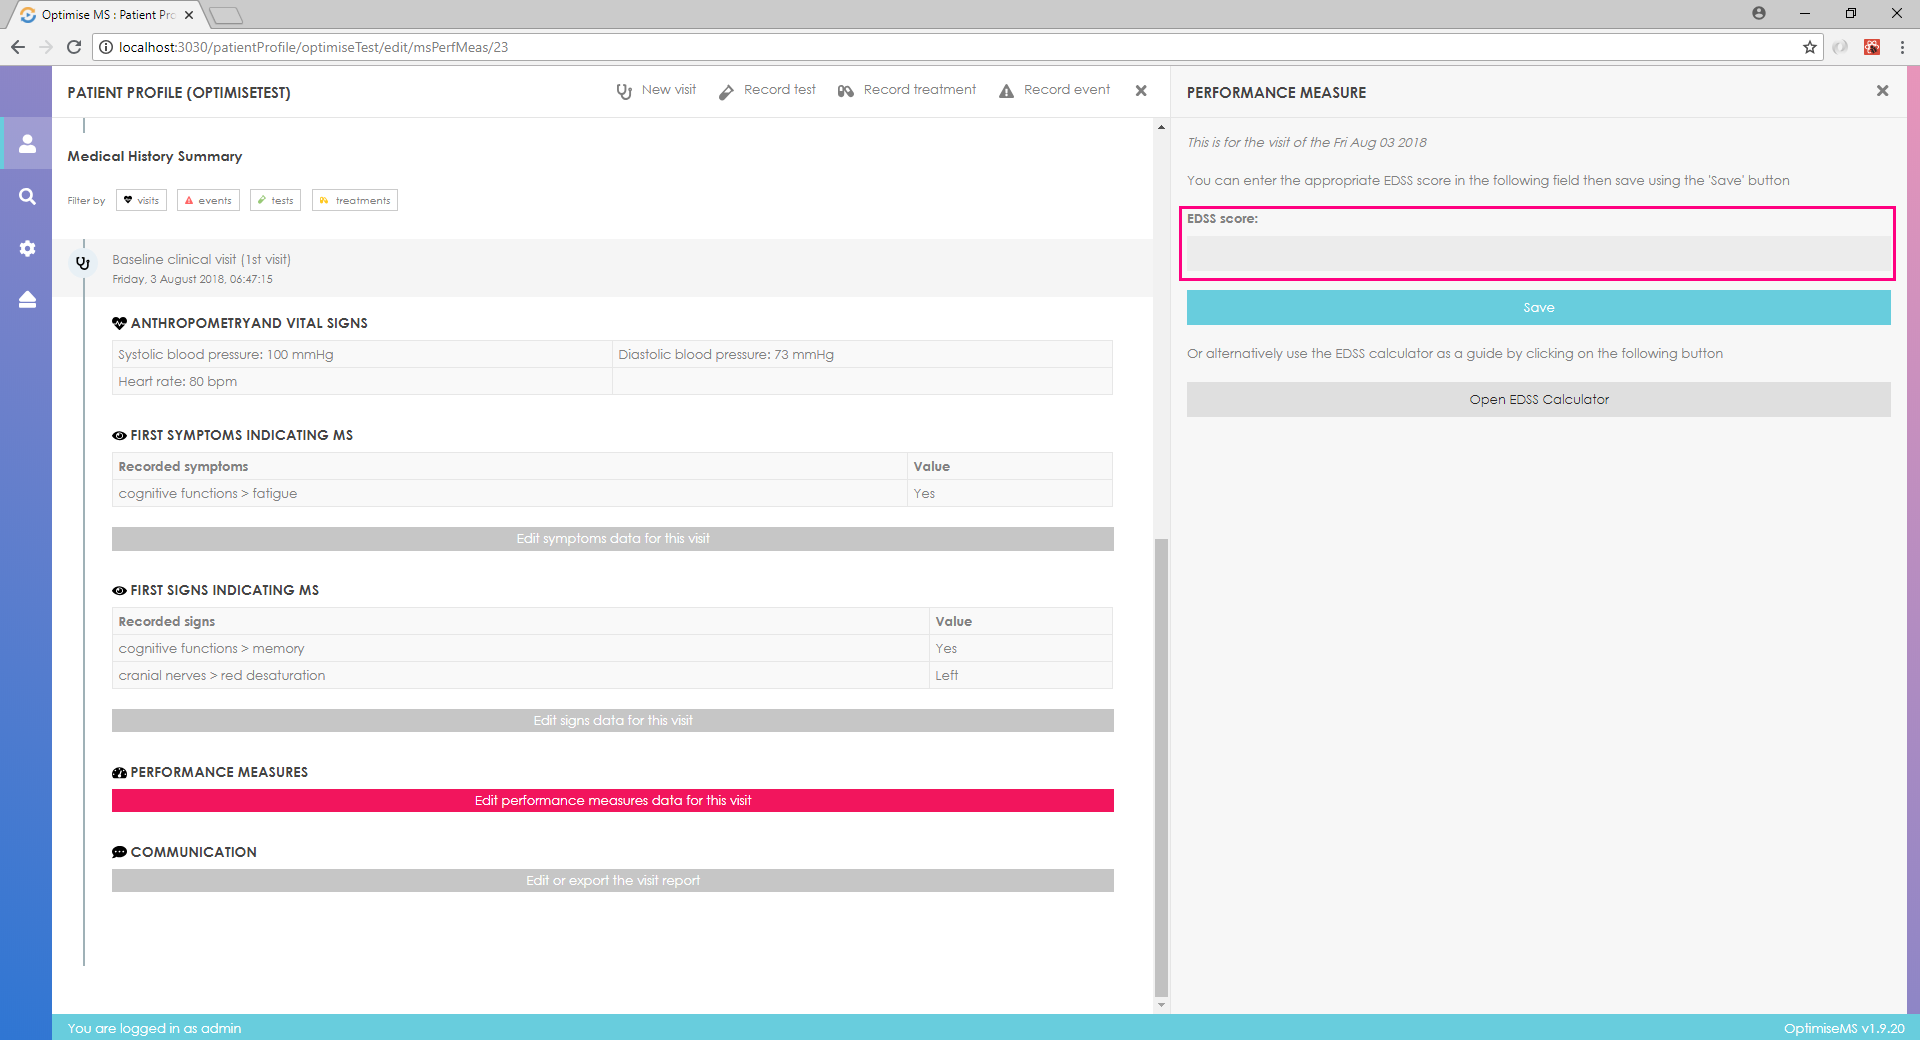 Optimise MS : Patient Pro
localhost:3030/patientProfile/optimiseTest/edit/msPerfMeas/23
PATIENT PROFILE (OPTIMISETEST)
New visit
Record test
Record treatment
Record event
Medical History Summary
Filter by
visits
events
tests
treatments
Baseline clinical visit (1st visit)
Friday, 3 August 2018, 06:47:15
ANTHROPOMETRYAND VITAL SIGNS
Systolic blood pressure: 100 mmHg
Diastolic blood pressure: 73 mmHg
Heart rate: 80 bpm
FIRST SYMPTOMS INDICATING MS
Recorded symptoms
Value
cognitive functions > fatigue
Yes
Edit symptoms data for this visit
FIRST SIGNS INDICATING MS
Recorded signs
Value
cognitive functions > memory
Yes
cranial nerves > red desaturation
Left
Edit signs data for this visit
PERFORMANCE MEASURES
Edit performance measures data for this visit
COMMUNICATION
Edit or export the visit report
PERFORMANCE MEASURE
This is for the visit of the Fri Aug 03 2018
You can enter the appropriate EDSS score in the following field then save using the 'Save' button
EDSS score:
Save
Or alternatively use the EDSS calculator as a guide by clicking on the following button
Open EDSS Calculator
You are logged in as admin
OptimiseMS v1.9.20